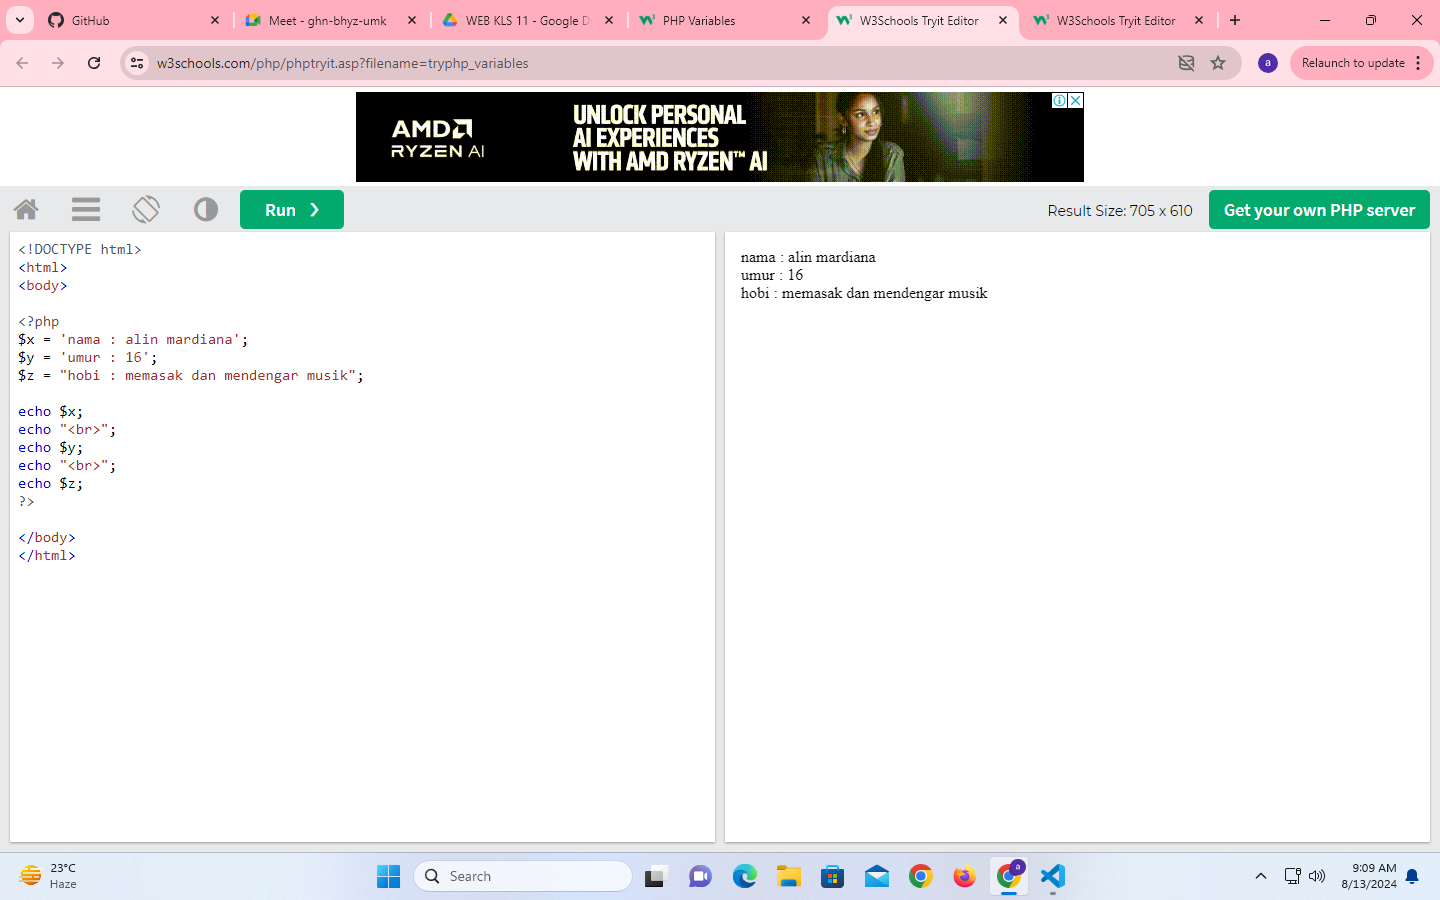 GitHub
Meet - ghn-bhyz-umk
WEB KLS 11 - Google D
PHP Variables
W3Schools Tryit Editor
W3Schools Tryit Editor
w3schools.com/php/phptryit.asp?filename=tryphp_variables
a
Relaunch to update
AMD
RYZEN AI
UNLOCK PERSONAL
AI EXPERIENCES
WITH AMD RYZEN™ AI
Run ❯
Result Size: 705 x 610
Get your own PHP server
<!DOCTYPE html>
<html>
<body>
<?php
$x = 'nama : alin mardiana';
$y = 'umur : 16';
$z = "hobi : memasak dan mendengar musik";
echo $x;
echo "<br>";
echo $y;
echo "<br>";
echo $z;
?>
</body>
</html>
nama : alin mardiana
umur : 16
hobi : memasak dan mendengar musik
23°C
Haze
Search
a
9:09 AM
8/13/2024